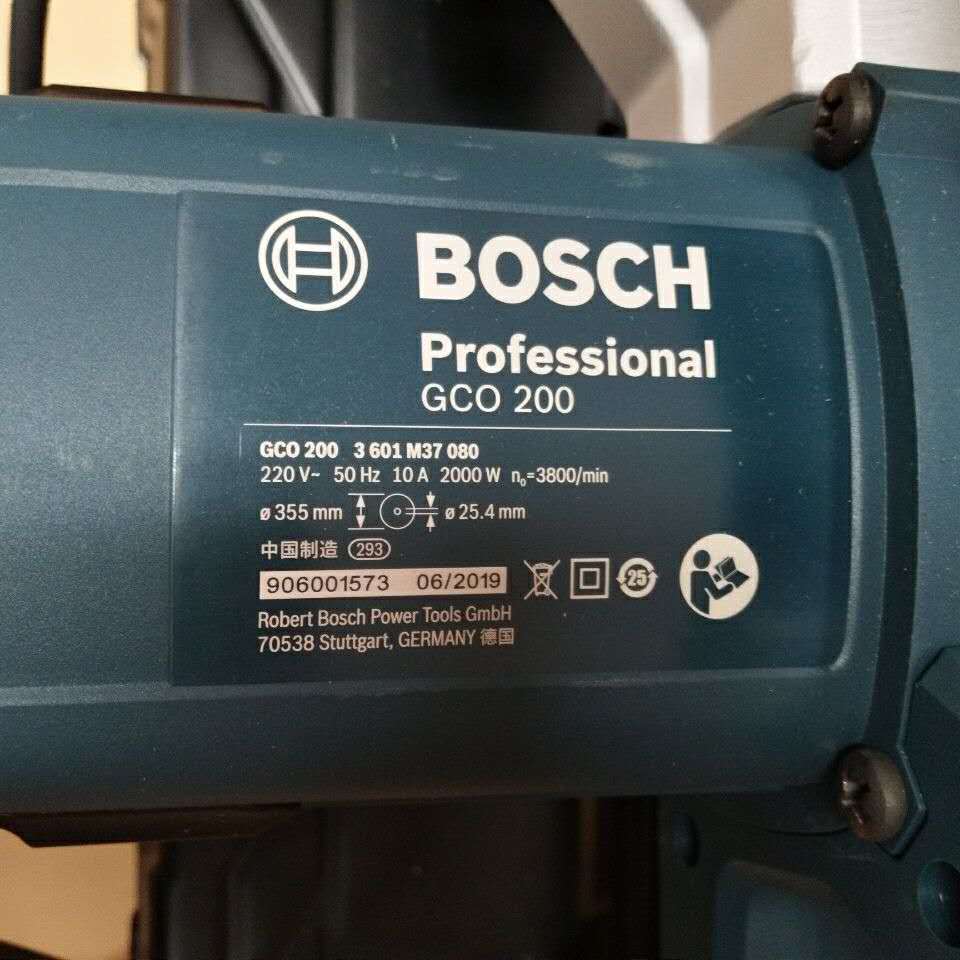 BOSCH
Professional
GCO 200
GCO 200 3 601 M37 080
220 V~ 50 Hz 10 A 2000 W n₀=3800/min
ø 355 mm ø 25.4 mm
中国制造 293
906001573 06/2019
25
Robert Bosch Power Tools GmbH
70538 Stuttgart, GERMANY 德国